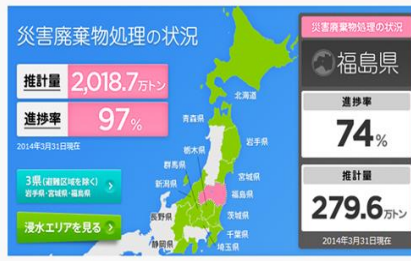 災害廃棄物処理の状況
推計量 2,018.7万トン
進捗率 97%
2014年3月31日現在
3県(避難区域を除く)
岩手県・宮城県・福島県
浸水エリアを見る
北海道
青森県
岩手県
栃木県
群馬県
宮城県
新潟県
福島県
長野県
茨城県
千葉県
静岡県
埼玉県
災害廃棄物処理の状況
福島県
進捗率
74%
推計量
279.6万トン
2014年3月31日現在